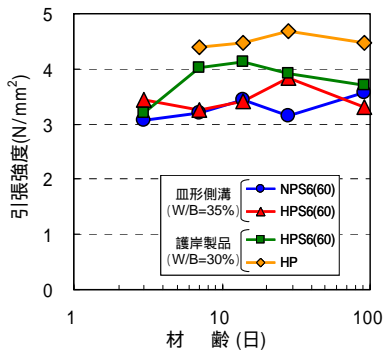 引張強度(N/mm²)
5
4
3
2
1
0
皿形側溝 NPS6(60)
(W/B=35%) HPS6(60)
護岸製品 HPS6(60)
(W/B=30%) HP
1 10 100
材 齢(日)